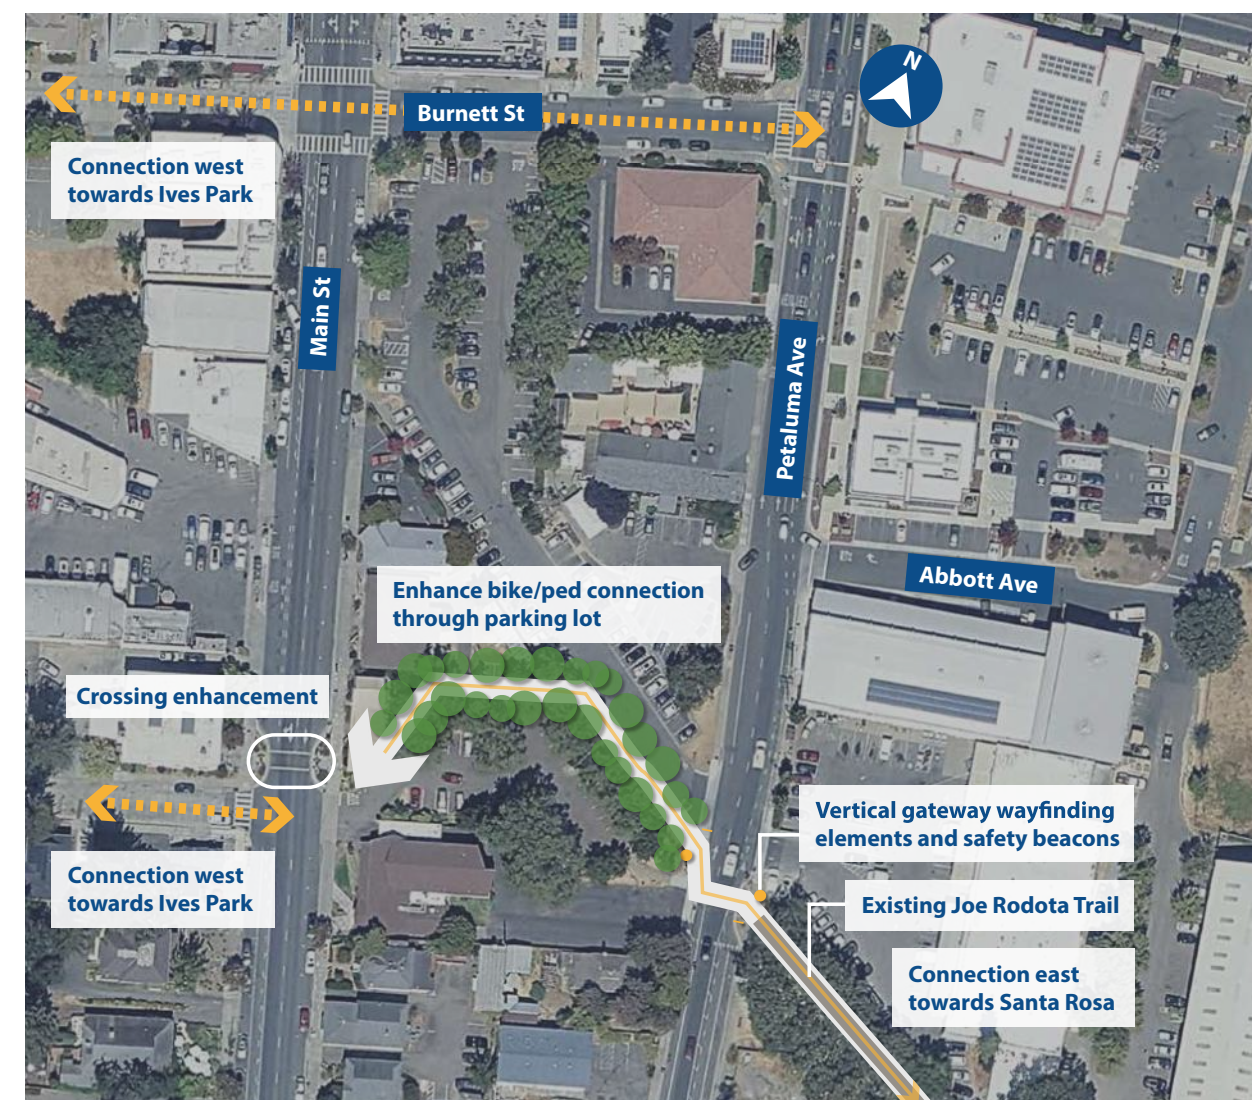 N
Burnett St
Connection west
towards Ives Park
Main St
Petaluma Ave
Abbott Ave
Enhance bike/ped connection
through parking lot
Crossing enhancement
Vertical gateway wayfinding
elements and safety beacons
Connection west
towards Ives Park
Existing Joe Rodota Trail
Connection east
towards Santa Rosa